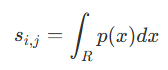 s_{i,j} = \int_R p(x)dx